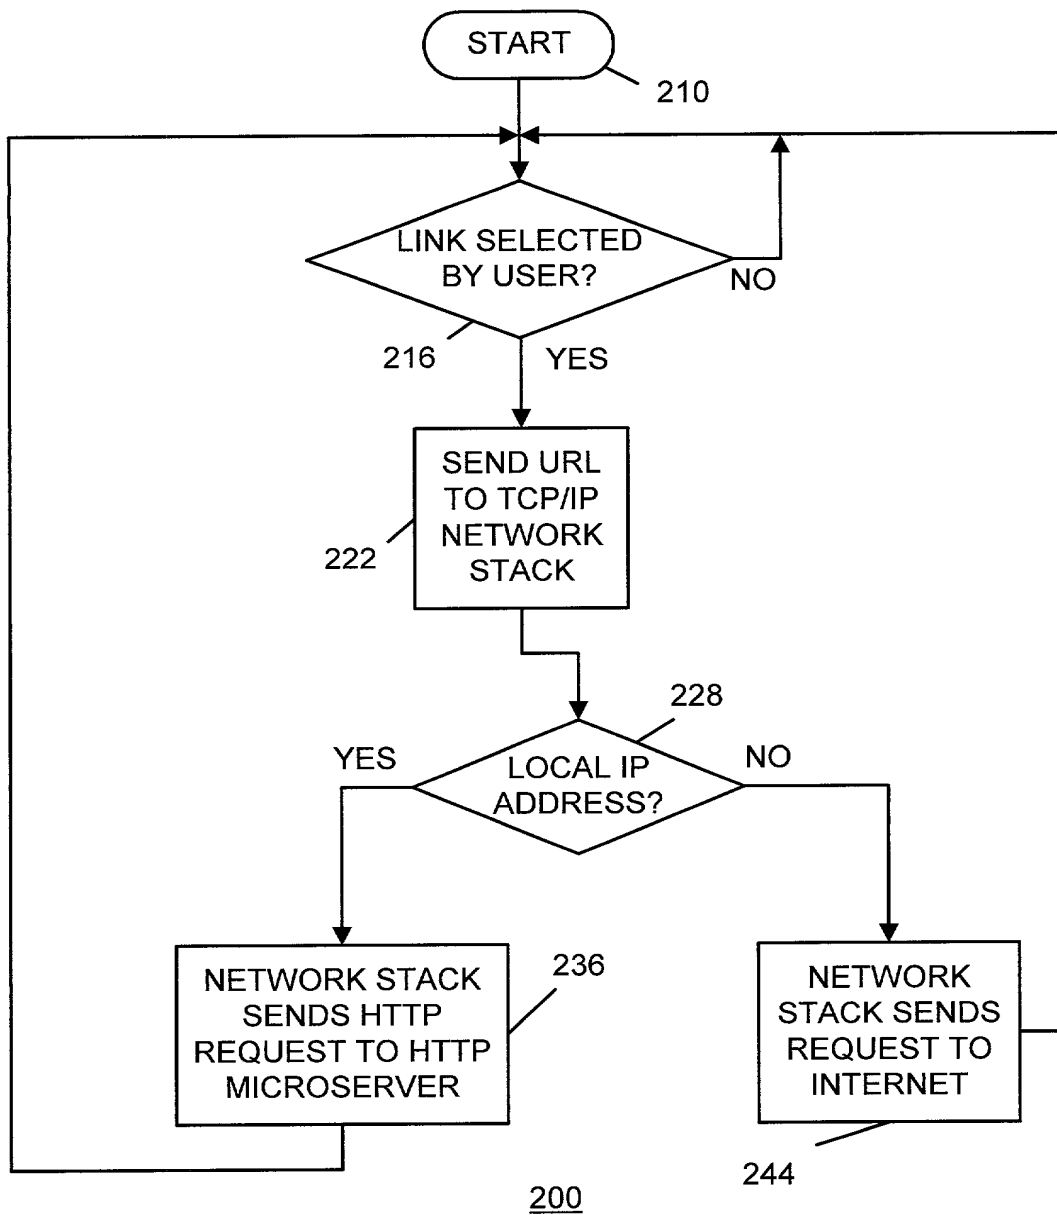 START
210
LINK SELECTED
BY USER?
NO
216
YES
SEND URL
TO TCP/IP
NETWORK
STACK
222
228
YES
NO
LOCAL IP
ADDRESS?
236
NETWORK STACK
SENDS HTTP
REQUEST TO HTTP
MICROSERVER
NETWORK
STACK SENDS
REQUEST TO
INTERNET
244
200